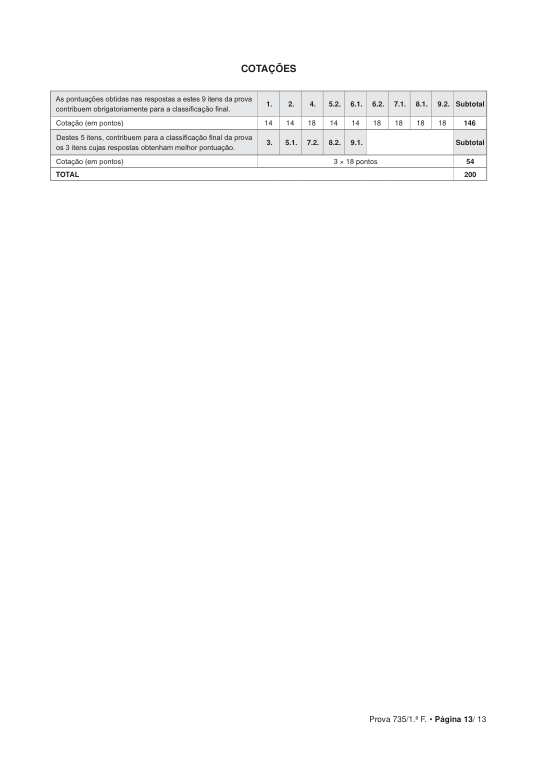 COTAÇÕES
As pontuações obtidas nas respostas a estes 9 itens da prova
contribuem obrigatoriamente para a classificação final.
1. 2. 4. 5.2. 6.1. 6.2. 7.1. 8.1. 9.2. Subtotal
Cotação (em pontos) 14 14 18 14 14 18 18 18 18 146
Destes 5 itens, contribuem para a classificação final da prova
os 3 itens cujas respostas obtenham melhor pontuação.
3. 5.1. 7.2. 8.2. 9.1. Subtotal
Cotação (em pontos) 3 × 18 pontos 54
TOTAL 200
Prova 735/1.ª F. • Página 13/ 13